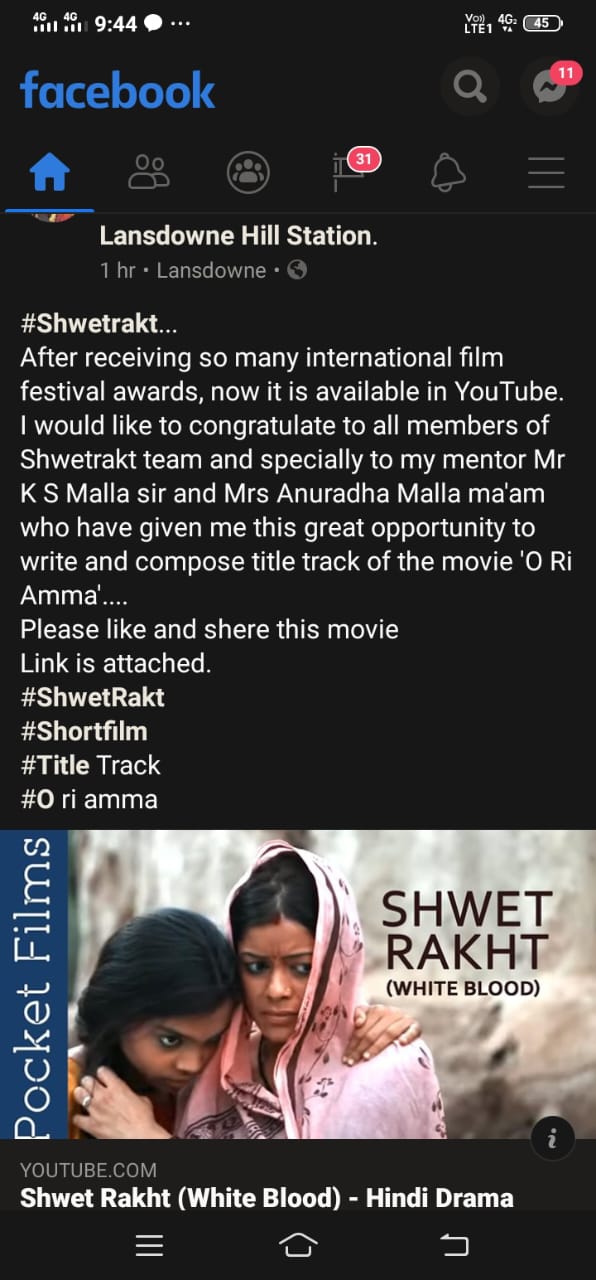 4G 4G 9:44 ...
Vo)) LTE1 4G 45
facebook
11
31
Lansdowne Hill Station.
1 hr • Lansdowne •
#Shwetrakt...
After receiving so many international film
festival awards, now it is available in YouTube.
I would like to congratulate to all members of
Shwetrakt team and specially to my mentor Mr
K S Malla sir and Mrs Anuradha Malla ma'am
who have given me this great opportunity to
write and compose title track of the movie 'O Ri
Amma'....
Please like and shere this movie
Link is attached.
#ShwetRakt
#Shortfilm
#Title Track
#O ri amma
Pocket Films
SHWET
RAKHT
(WHITE BLOOD)
i
YOUTUBE.COM
Shwet Rakht (White Blood) - Hindi Drama